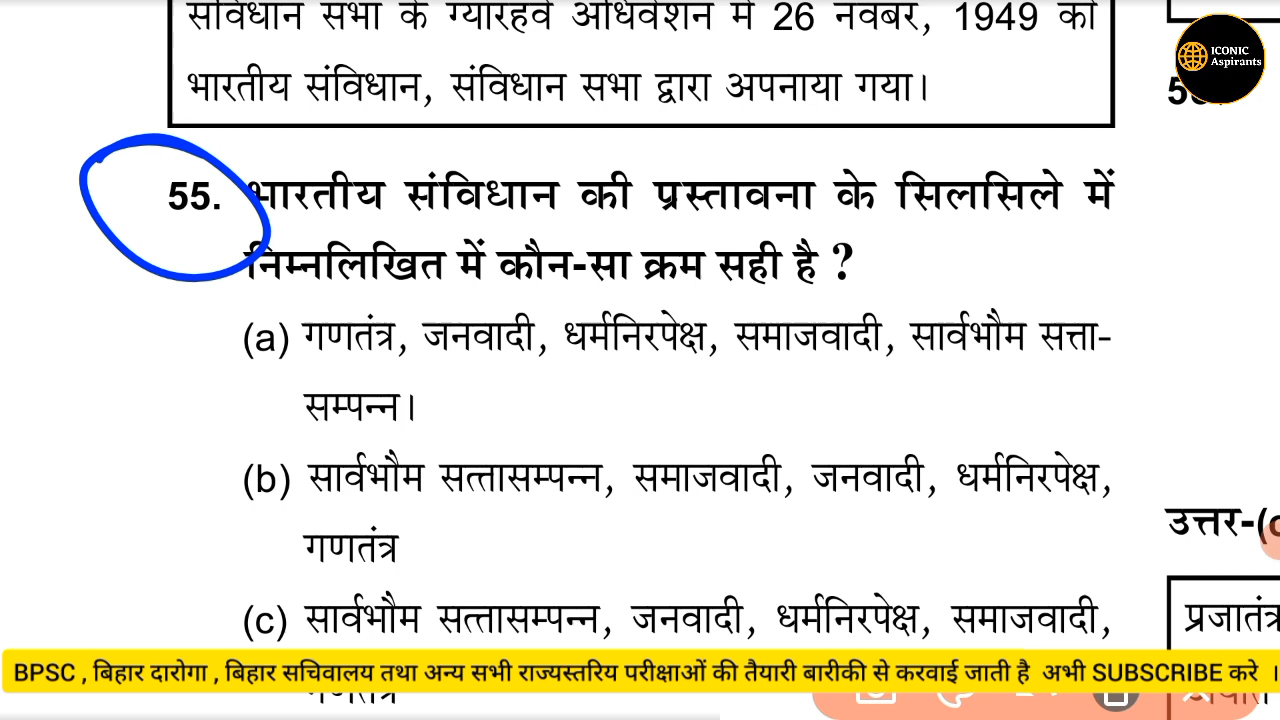 संविधान सभा के ग्यारहवें अधिवेशन में 26 नवंबर, 1949 को
भारतीय संविधान, संविधान सभा द्वारा अपनाया गया।
ICONIC
Aspirants
55. भारतीय संविधान की प्रस्तावना के सिलसिले में
निम्नलिखित में कौन-सा क्रम सही है ?
(a) गणतंत्र, जनवादी, धर्मनिरपेक्ष, समाजवादी, सार्वभौम सत्ता-
सम्पन्न।
(b) सार्वभौम सत्तासम्पन्न, समाजवादी, जनवादी, धर्मनिरपेक्ष,
गणतंत्र
(c) सार्वभौम सत्तासम्पन्न, जनवादी, धर्मनिरपेक्ष, समाजवादी,
गणतंत्र
उत्तर-(
प्रजातंत्र
BPSC , बिहार दारोगा , बिहार सचिवालय तथा अन्य सभी राज्यस्तरिय परीक्षाओं की तैयारी बारीकी से करवाई जाती है अभी SUBSCRIBE करे ।